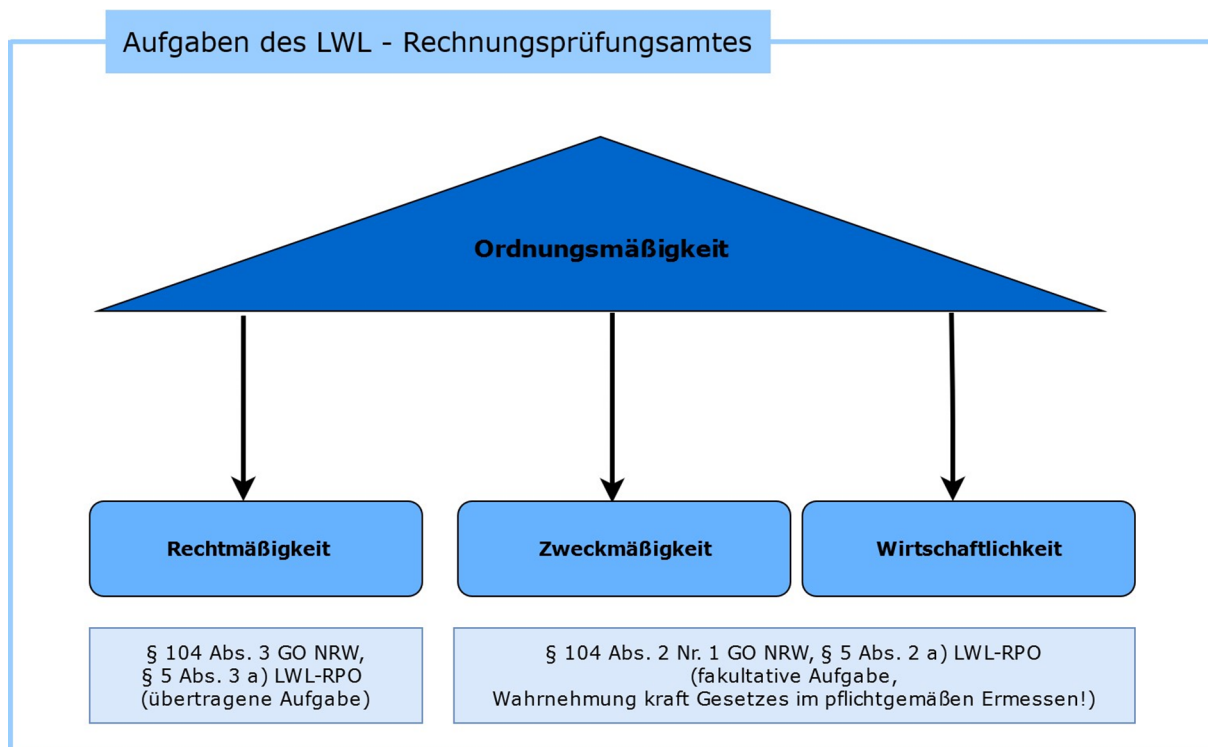 Aufgaben des LWL - Rechnungsprüfungsamtes
Ordnungsmäßigkeit
Rechtmäßigkeit
Zweckmäßigkeit
Wirtschaftlichkeit
§ 104 Abs. 3 GO NRW,
§ 5 Abs. 3 a) LWL-RPO
(übertragene Aufgabe)
§ 104 Abs. 2 Nr. 1 GO NRW, § 5 Abs. 2 a) LWL-RPO
(fakultative Aufgabe,
Wahrnehmung kraft Gesetzes im pflichtgemäßen Ermessen!)